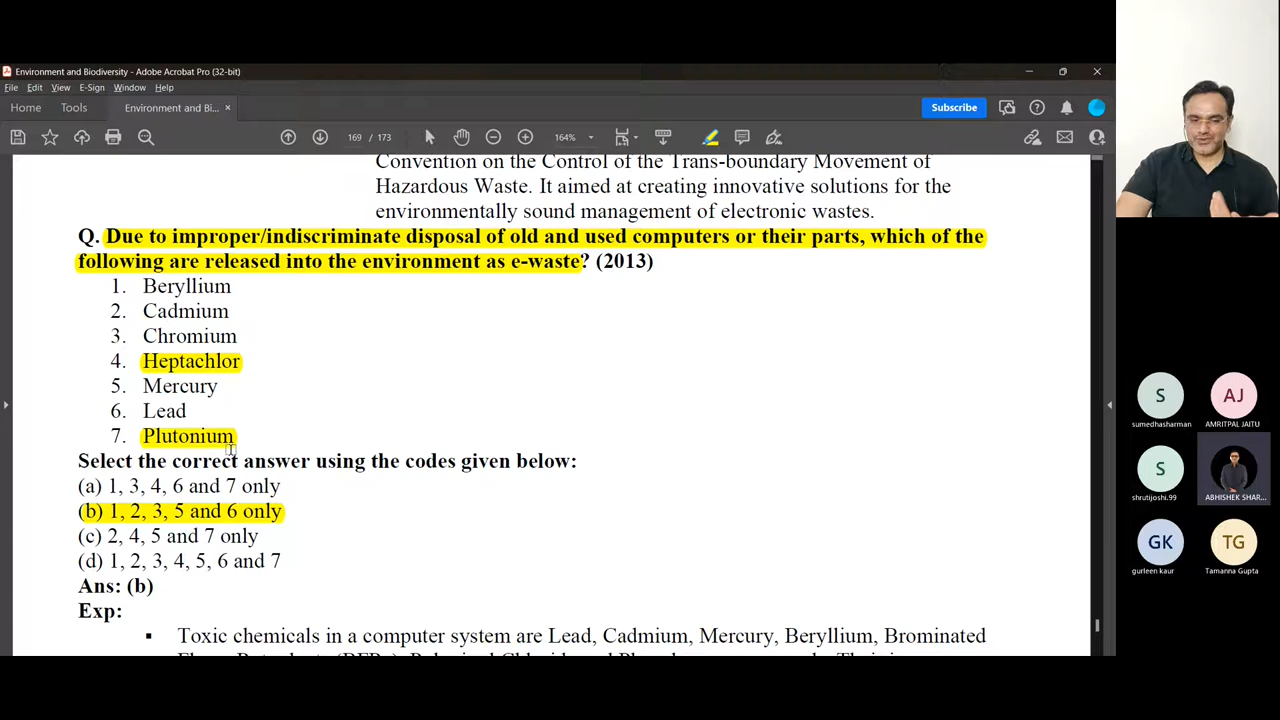 Environment and Biodiversity - Adobe Acrobat Pro (32-bit)
File Edit View E-Sign Window Help
Home Tools Environment and Bi... × Subscribe
169 / 173 164%
Convention on the Control of the Trans-boundary Movement of
Hazardous Waste. It aimed at creating innovative solutions for the
environmentally sound management of electronic wastes.
Q. Due to improper/indiscriminate disposal of old and used computers or their parts, which of the
following are released into the environment as e-waste? (2013)
1. Beryllium
2. Cadmium
3. Chromium
4. Heptachlor
5. Mercury
6. Lead
7. Plutonium
Select the correct answer using the codes given below:
(a) 1, 3, 4, 6 and 7 only
(b) 1, 2, 3, 5 and 6 only
(c) 2, 4, 5 and 7 only
(d) 1, 2, 3, 4, 5, 6 and 7
Ans: (b)
Exp:
▪ Toxic chemicals in a computer system are Lead, Cadmium, Mercury, Beryllium, Brominated
S AJ
sumedhasharman AMRITPAL JAITU
S
shrutijoshi.99 ABHISHEK SHAR...
GK TG
gurleen kaur Tamanna Gupta